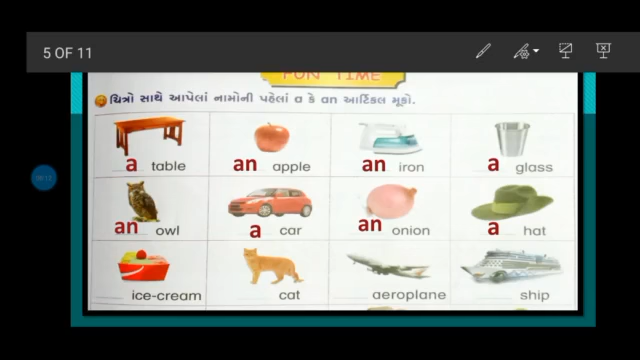 5 OF 11
FUN TIME
ચિત્રો સાથે આપેલાં નામોની પહેલાં a કે an આર્ટિકલ મૂકો.
a table an apple an iron a glass
an owl a car an onion a hat
ice-cream cat aeroplane ship